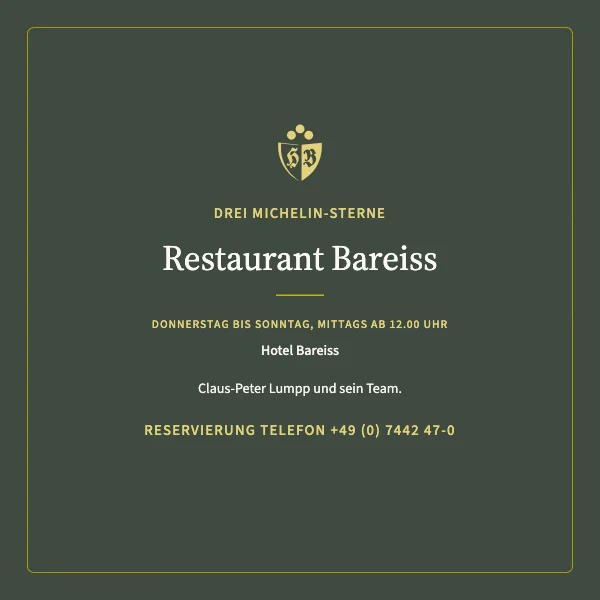 HB
DREI MICHELIN-STERNE
Restaurant Bareiss
DONNERSTAG BIS SONNTAG, MITTAGS AB 12.00 UHR
Hotel Bareiss
Claus-Peter Lumpp und sein Team.
RESERVIERUNG TELEFON +49 (0) 7442 47-0